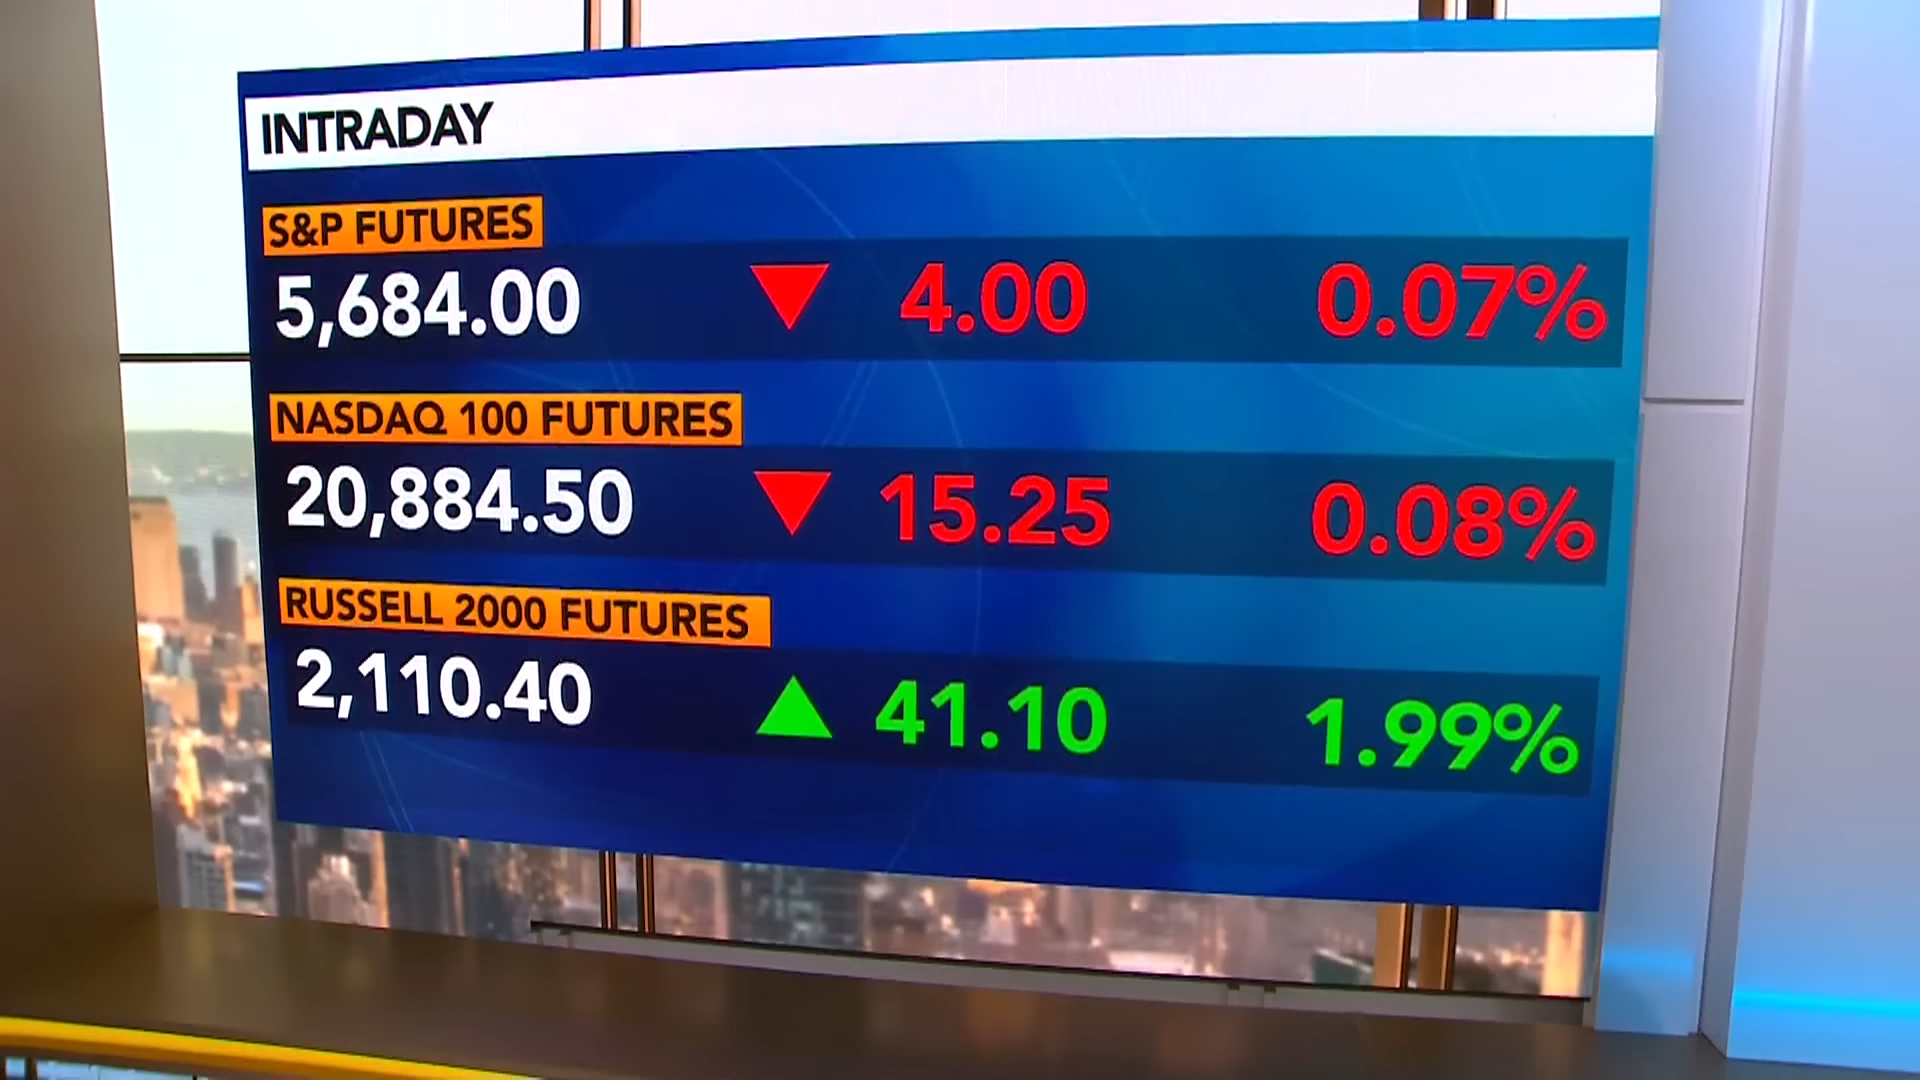 INTRADAY
S&P FUTURES
5,684.00 ▼ 4.00 0.07%
NASDAQ 100 FUTURES
20,884.50 ▼ 15.25 0.08%
RUSSELL 2000 FUTURES
2,110.40 ▲ 41.10 1.99%